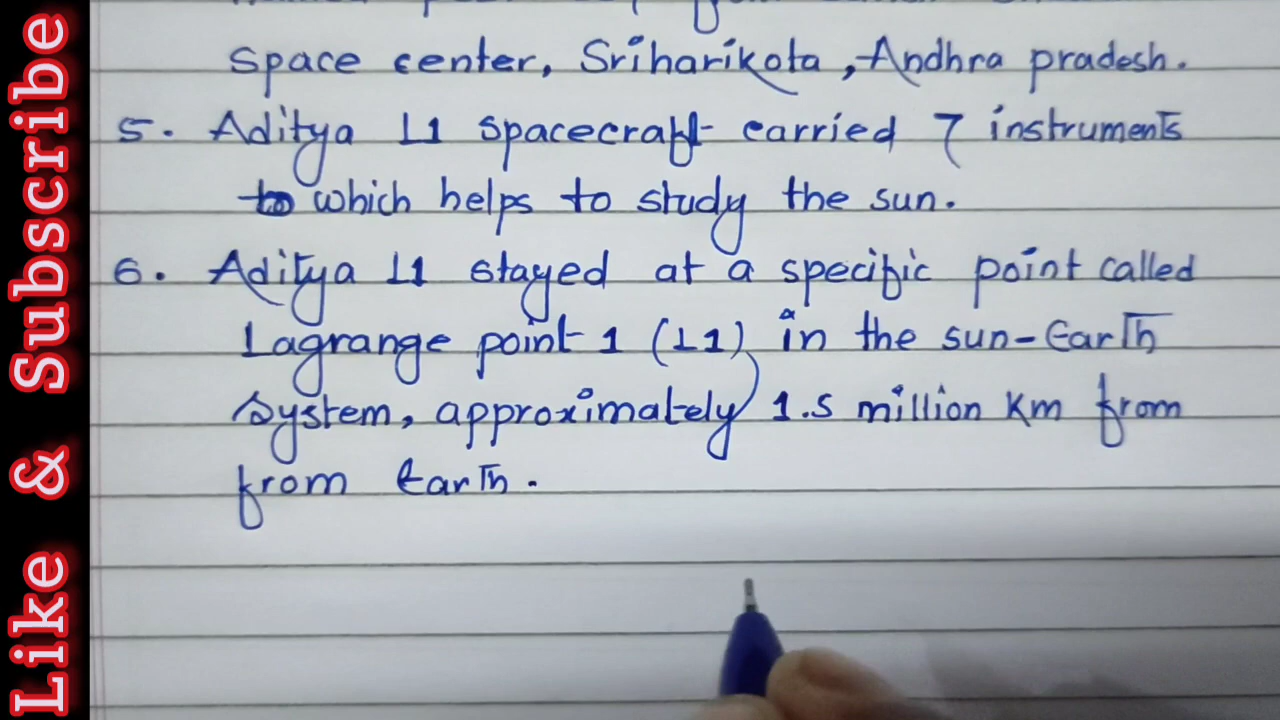 space center, Sriharikota, Andhra pradesh.
5. Aditya L1 spacecraft carried 7 instruments
which helps to study the sun.
6. Aditya L1 stayed at a specific point called
Lagrange point 1 (L1) in the sun-Earth
system, approximately 1.5 million Km from
from Earth.
Like & Subscribe